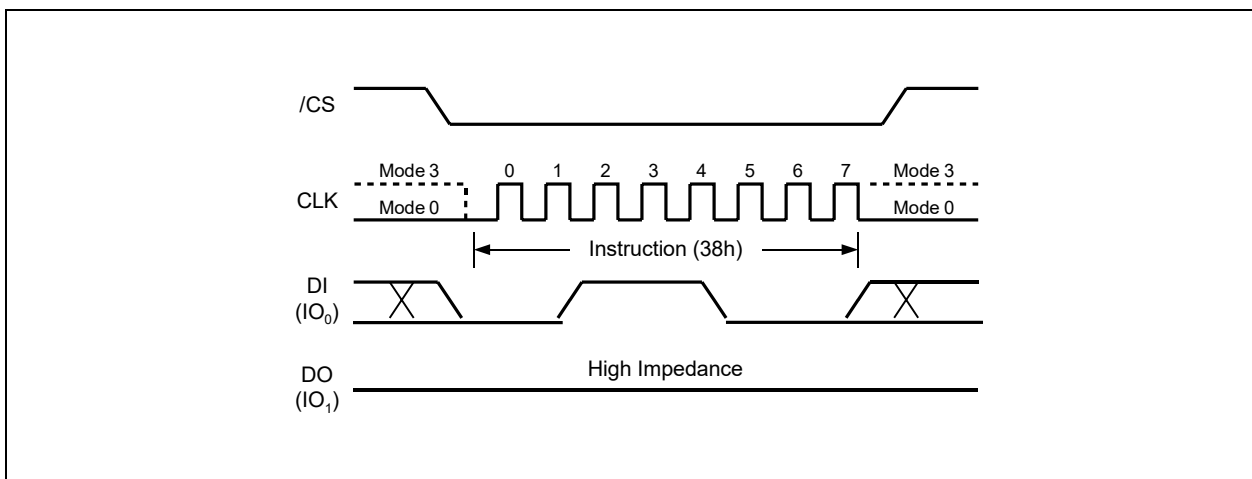 /CS
Mode 3 0 1 2 3 4 5 6 7 Mode 3
CLK
Mode 0 Mode 0
Instruction (38h)
DI
(IO₀)
High Impedance
DO
(IO₁)